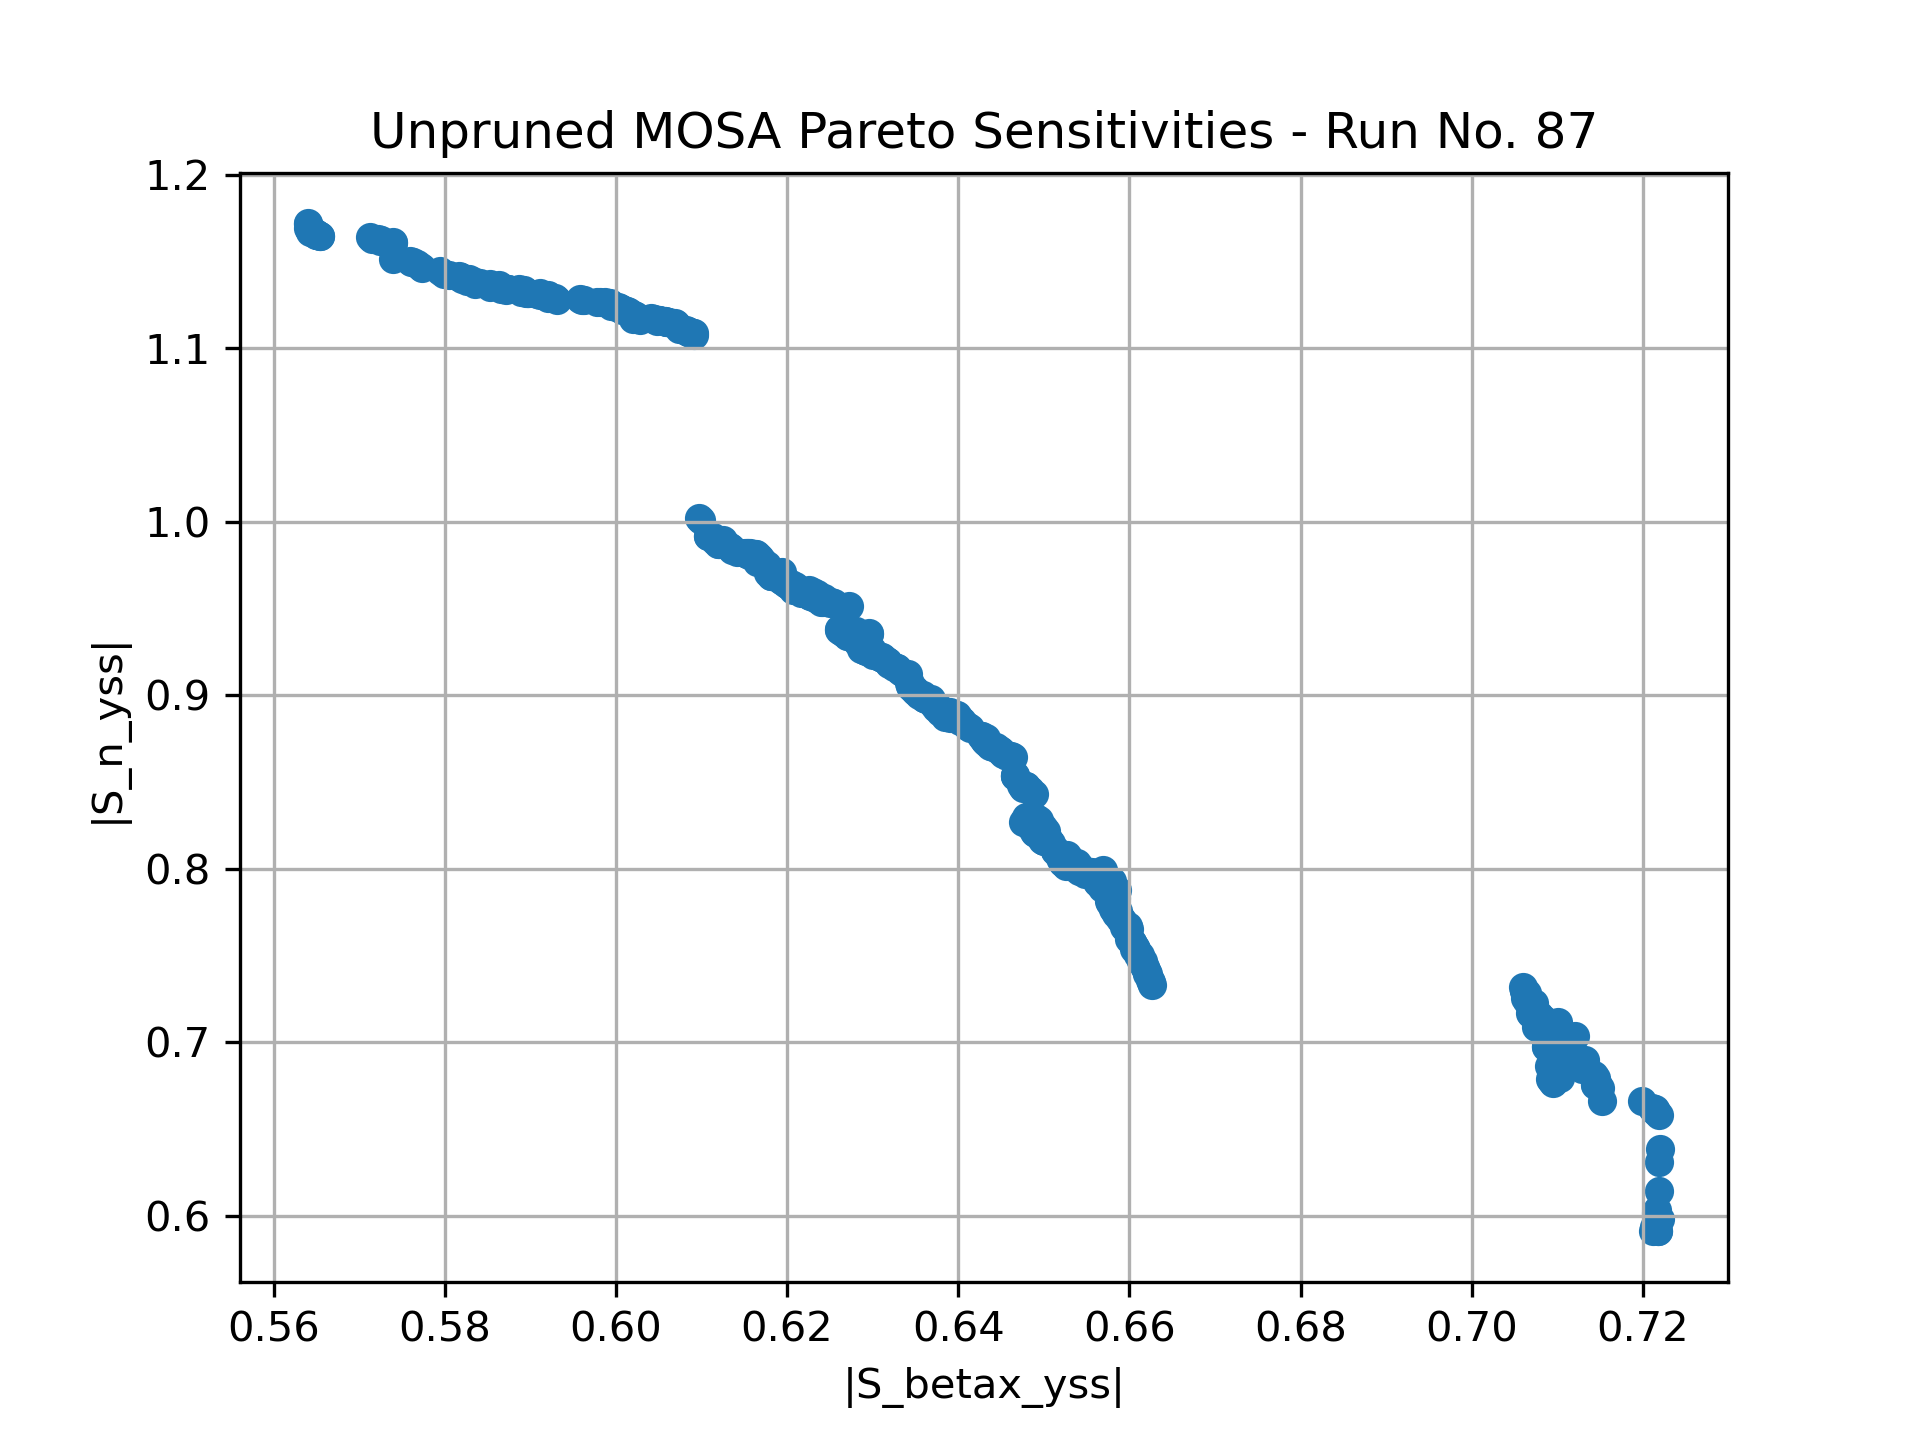 Unpruned MOSA Pareto Sensitivities - Run No. 87
1.2
1.1
1.0
0.9
0.8
0.7
0.6
|S_n_yss|
0.56 0.58 0.60 0.62 0.64 0.66 0.68 0.70 0.72
|S_betax_yss|